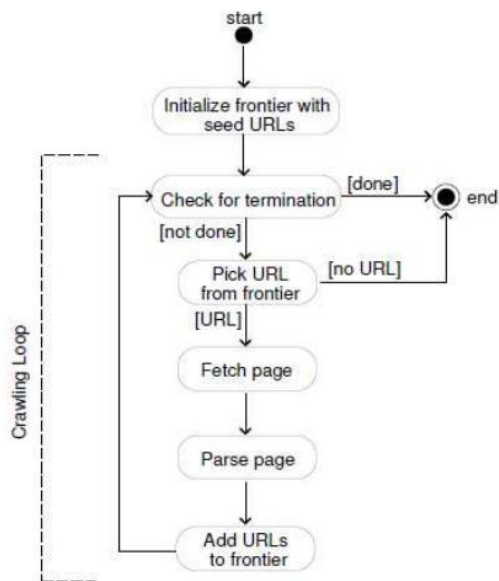 start
Initialize frontier with
seed URLs
Check for termination
[done]
end
[not done]
Pick URL
from frontier
[no URL]
[URL]
Fetch page
Parse page
Add URLs
to frontier
Crawling Loop